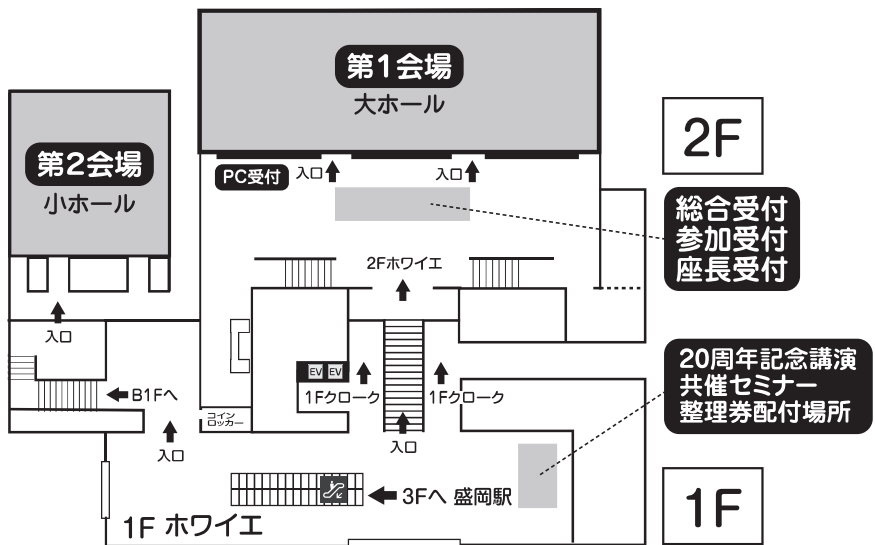 第1会場
大ホール
2F
第2会場
小ホール
PC受付
入口
入口
総合受付
参加受付
座長受付
2Fホワイエ
入口
EV
EV
20周年記念講演
共催セミナー
整理券配付場所
B1Fへ
1Fクローク
1Fクローク
コイン
ロッカー
入口
入口
3Fへ 盛岡駅
1F ホワイエ
1F